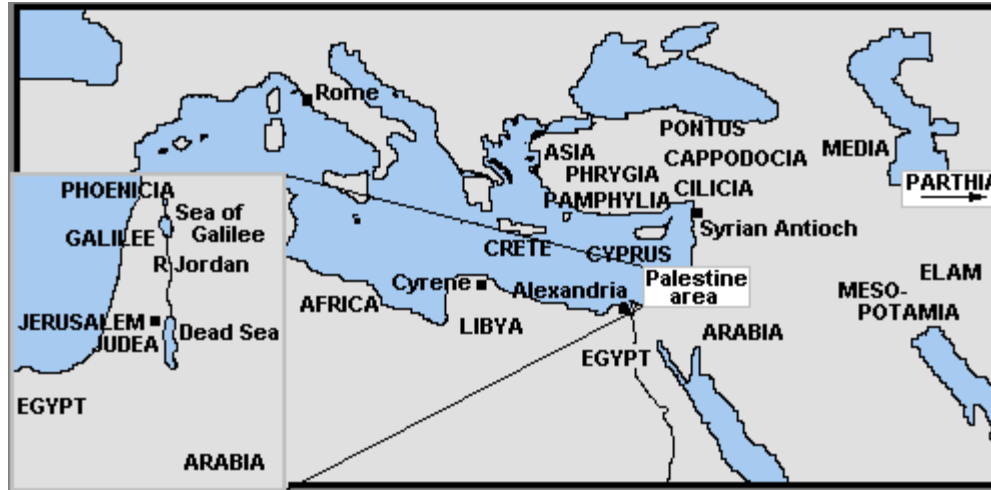 Rome
PONTUS
ASIA
CAPPODOCIA
MEDIA
PHRYGIA
CILICIA
PARTHIA
PAMPHYLIA
Syrian Antioch
CRETE
CYPRUS
Cyrene
Alexandria
Palestine
area
ELAM
MESO-
POTAMIA
AFRICA
LIBYA
ARABIA
EGYPT
PHOENICIA
Sea of
Galilee
GALILEE
R Jordan
JERUSALEM
Dead Sea
JUDEA
EGYPT
ARABIA